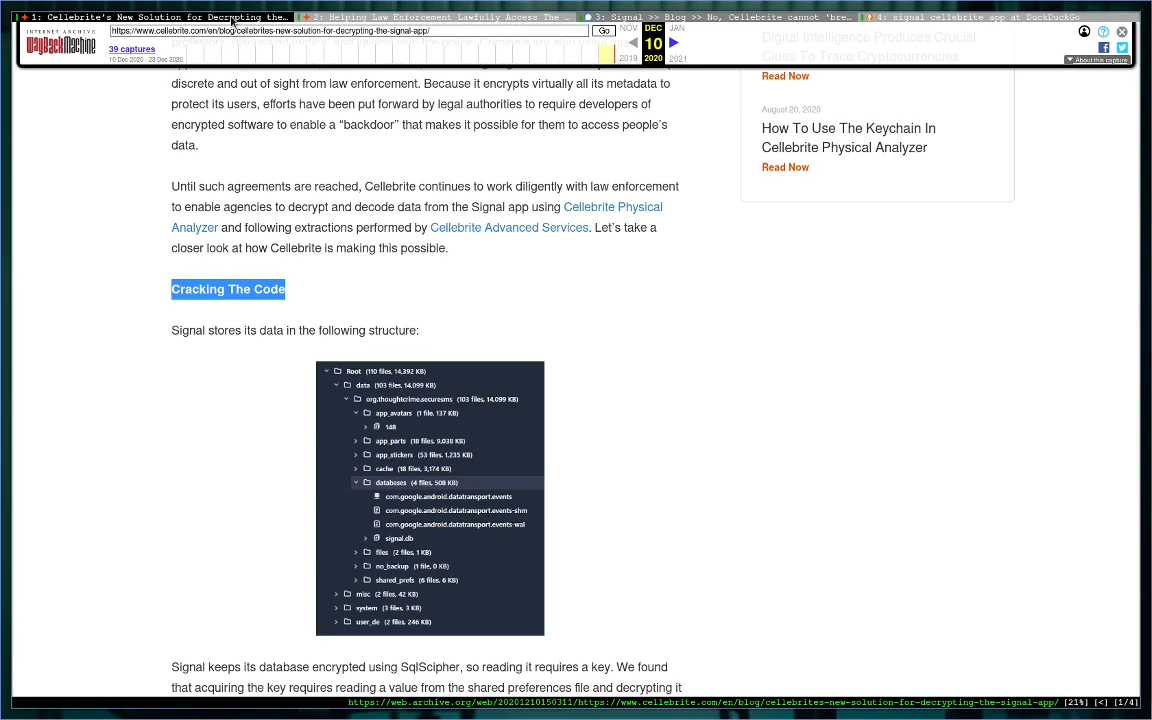 1: Cellebrite's New Solution for Decrypting the…
2: Helping Law Enforcement Lawfully Access The …
3: Signal >> Blog >> No, Cellebrite cannot 'bre…
4: signal cellebrite app at DuckDuckGo
INTERNET ARCHIVE
WayBackMachine
https://www.cellebrite.com/en/blog/cellebrites-new-solution-for-decrypting-the-signal-app/
Go
NOV DEC JAN
39 captures
10
10 Dec 2020 - 23 Dec 2020
2019 2020 2021
About this capture
discrete and out of sight from law enforcement. Because it encrypts virtually all its metadata to
protect its users, efforts have been put forward by legal authorities to require developers of
encrypted software to enable a “backdoor” that makes it possible for them to access people’s
data.
Until such agreements are reached, Cellebrite continues to work diligently with law enforcement
to enable agencies to decrypt and decode data from the Signal app using Cellebrite Physical
Analyzer and following extractions performed by Cellebrite Advanced Services. Let’s take a
closer look at how Cellebrite is making this possible.
Cracking The Code
Signal stores its data in the following structure:
Root (110 files, 14,392 KB)
data (103 files, 14,099 KB)
org.thoughtcrime.securesms (103 files, 14,099 KB)
app_avatars (1 file, 137 KB)
148
app_parts (18 files, 9,038 KB)
app_stickers (53 files, 1,235 KB)
cache (18 files, 3,174 KB)
databases (4 files, 508 KB)
com.google.android.datatransport.events
com.google.android.datatransport.events-shm
com.google.android.datatransport.events-wal
signal.db
files (2 files, 1 KB)
no_backup (1 file, 0 KB)
shared_prefs (6 files, 6 KB)
misc (2 files, 42 KB)
system (3 files, 3 KB)
user_de (2 files, 246 KB)
Signal keeps its database encrypted using SqlScipher, so reading it requires a key. We found
that acquiring the key requires reading a value from the shared preferences file and decrypting it
Digital Intelligence Produces Crucial
Clues To Trace Cryptocurrencies
Read Now
August 20, 2020
How To Use The Keychain In
Cellebrite Physical Analyzer
Read Now
https://web.archive.org/web/20201210150311/https://www.cellebrite.com/en/blog/cellebrites-new-solution-for-decrypting-the-signal-app/ [21%] [<] [1/4]